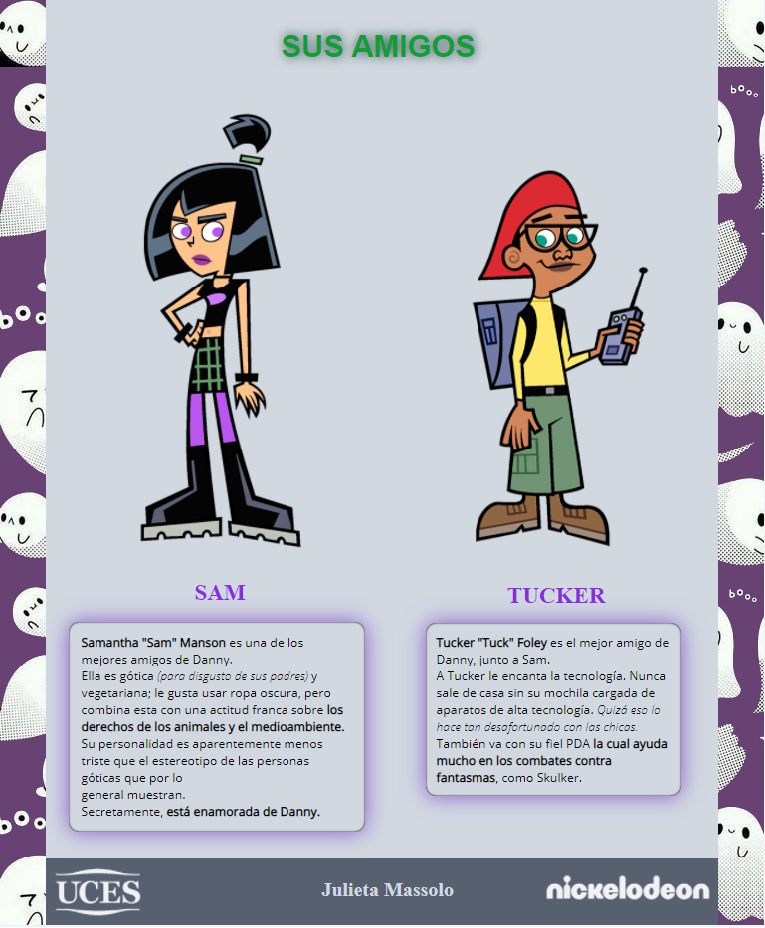 SUS AMIGOS
booo
SAM
TUCKER
Samantha "Sam" Manson es una de los
mejores amigos de Danny.
Ella es gótica (para disgusto de sus padres) y
vegetariana; le gusta usar ropa oscura, pero
combina esta con una actitud franca sobre los
derechos de los animales y el medioambiente.
Su personalidad es aparentemente menos
triste que el estereotipo de las personas
góticas que por lo
general muestran.
Secretamente, está enamorada de Danny.
Tucker "Tuck" Foley es el mejor amigo de
Danny, junto a Sam.
A Tucker le encanta la tecnología. Nunca
sale de casa sin su mochila cargada de
aparatos de alta tecnología. Quizá eso lo
hace tan desafortunado con las chicas.
También va con su fiel PDA la cual ayuda
mucho en los combates contra
fantasmas, como Skulker.
booo
UCES
Julieta Massolo
nickelodeon